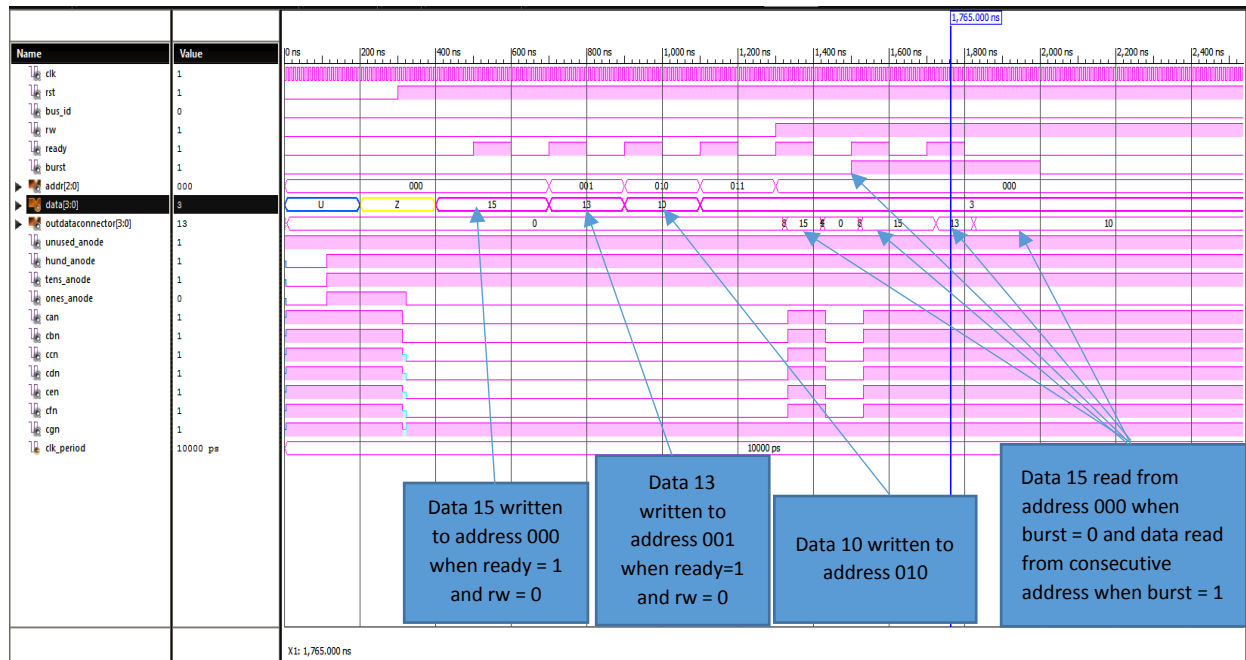 1,765.000 ns
Name Value 0 ns 200 ns 400 ns 600 ns 800 ns 1,000 ns 1,200 ns 1,400 ns 1,600 ns 1,800 ns 2,000 ns 2,200 ns 2,400 ns
clk 1
rst 1
bus_id 0
rw 1
ready 1
burst 1
addr[2:0] 000 000 001 010 011 000
data[3:0] 3 U Z 15 13 10 3
outdataconnector[3:0] 13 0 15 0 15 13 10
unused_anode 1
hund_anode 1
tens_anode 1
ones_anode 0
can 1
cbn 1
ccn 1
cdn 1
cen 1
cfn 1
cgn 1
clk_period 10000 ps 10000 ps
Data 15 written
to address 000
when ready = 1
and rw = 0
Data 13
written to
address 001
when ready=1
and rw = 0
Data 10 written to
address 010
Data 15 read from
address 000 when
burst = 0 and data read
from consecutive
address when burst = 1
X1: 1,765.000 ns